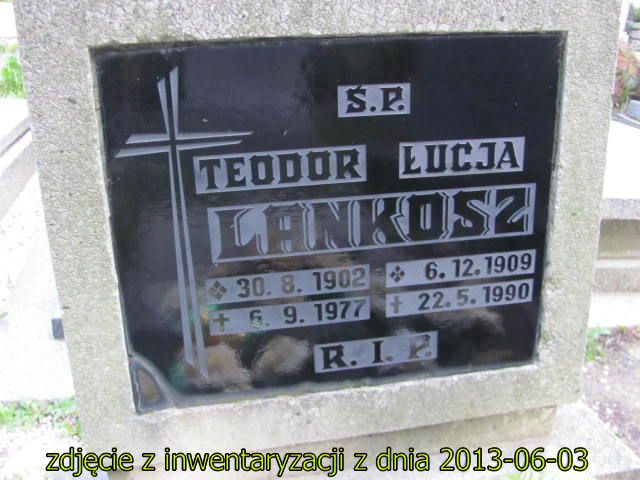 Ś.P.
TEODOR ŁUCJA
LANKOSZ
30. 8. 1902 6. 12. 1909
6. 9. 1977 22. 5. 1990
R. I. P.
zdjęcie z inwentaryzacji z dnia 2013-06-03